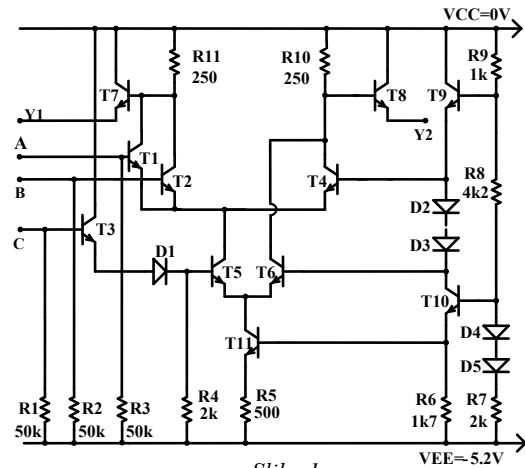 VCC=0V
R11
250
R10
250
R9
1k
T7
T8
T9
Y1
Y2
A
T1
B
T2
T4
R8
4k2
D2
C
T3
D3
D1
T5
T6
T10
D4
T11
D5
R1
50k
R2
50k
R3
50k
R4
2k
R5
500
R6
1k7
R7
2k
VEE=-5.2V